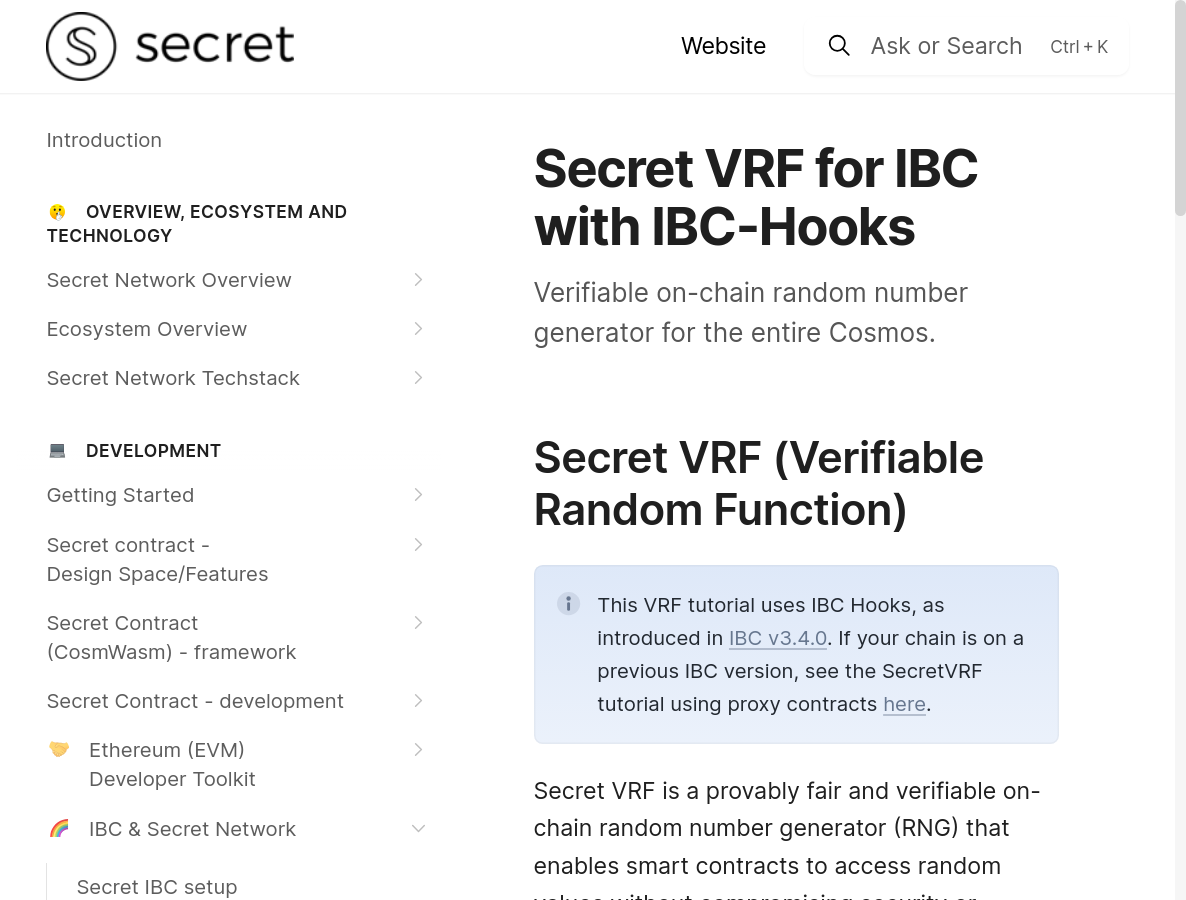 secret
Website
Ask or Search
Ctrl + K
Introduction
OVERVIEW, ECOSYSTEM AND
TECHNOLOGY
Secret Network Overview
Ecosystem Overview
Secret Network Techstack
DEVELOPMENT
Getting Started
Secret contract -
Design Space/Features
Secret Contract
(CosmWasm) - framework
Secret Contract - development
Ethereum (EVM)
Developer Toolkit
IBC & Secret Network
Secret IBC setup
Secret VRF for IBC
with IBC-Hooks
Verifiable on-chain random number
generator for the entire Cosmos.
Secret VRF (Verifiable
Random Function)
This VRF tutorial uses IBC Hooks, as
introduced in IBC v3.4.0. If your chain is on a
previous IBC version, see the SecretVRF
tutorial using proxy contracts here.
Secret VRF is a provably fair and verifiable on-
chain random number generator (RNG) that
enables smart contracts to access random
values without compromising security or